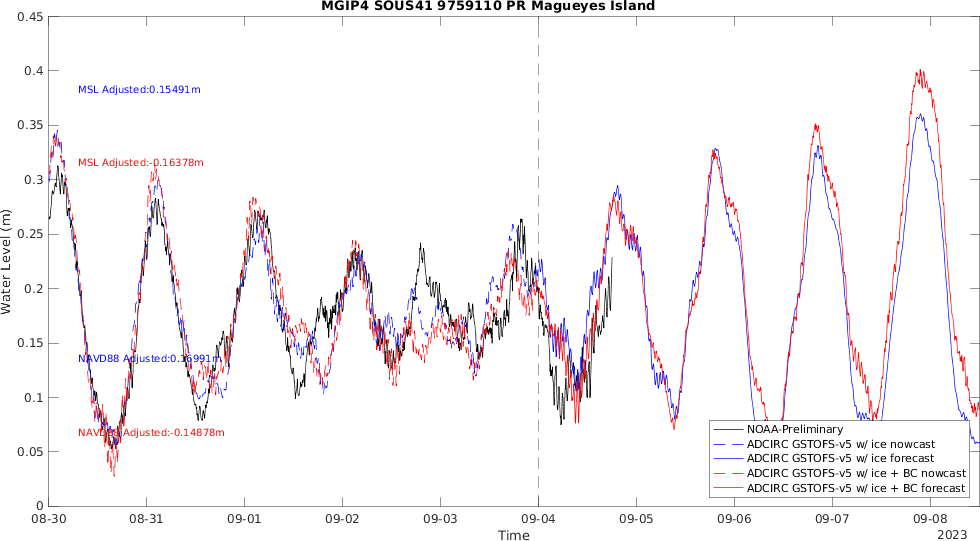 MGIP4 SOUS41 9759110 PR Magueyes Island
0.45
0.4
0.35
0.3
0.25
0.2
0.15
0.1
0.05
0
Water Level (m)
MSL Adjusted:0.15491m
MSL Adjusted:-0.16378m
NAVD88 Adjusted:0.16991m
NAVD88 Adjusted:-0.14878m
NOAA-Preliminary
ADCIRC GSTOFS-v5 w/ ice nowcast
ADCIRC GSTOFS-v5 w/ ice forecast
ADCIRC GSTOFS-v5 w/ ice + BC nowcast
ADCIRC GSTOFS-v5 w/ ice + BC forecast
08-30 08-31 09-01 09-02 09-03 09-04 09-05 09-06 09-07 09-08
Time
2023